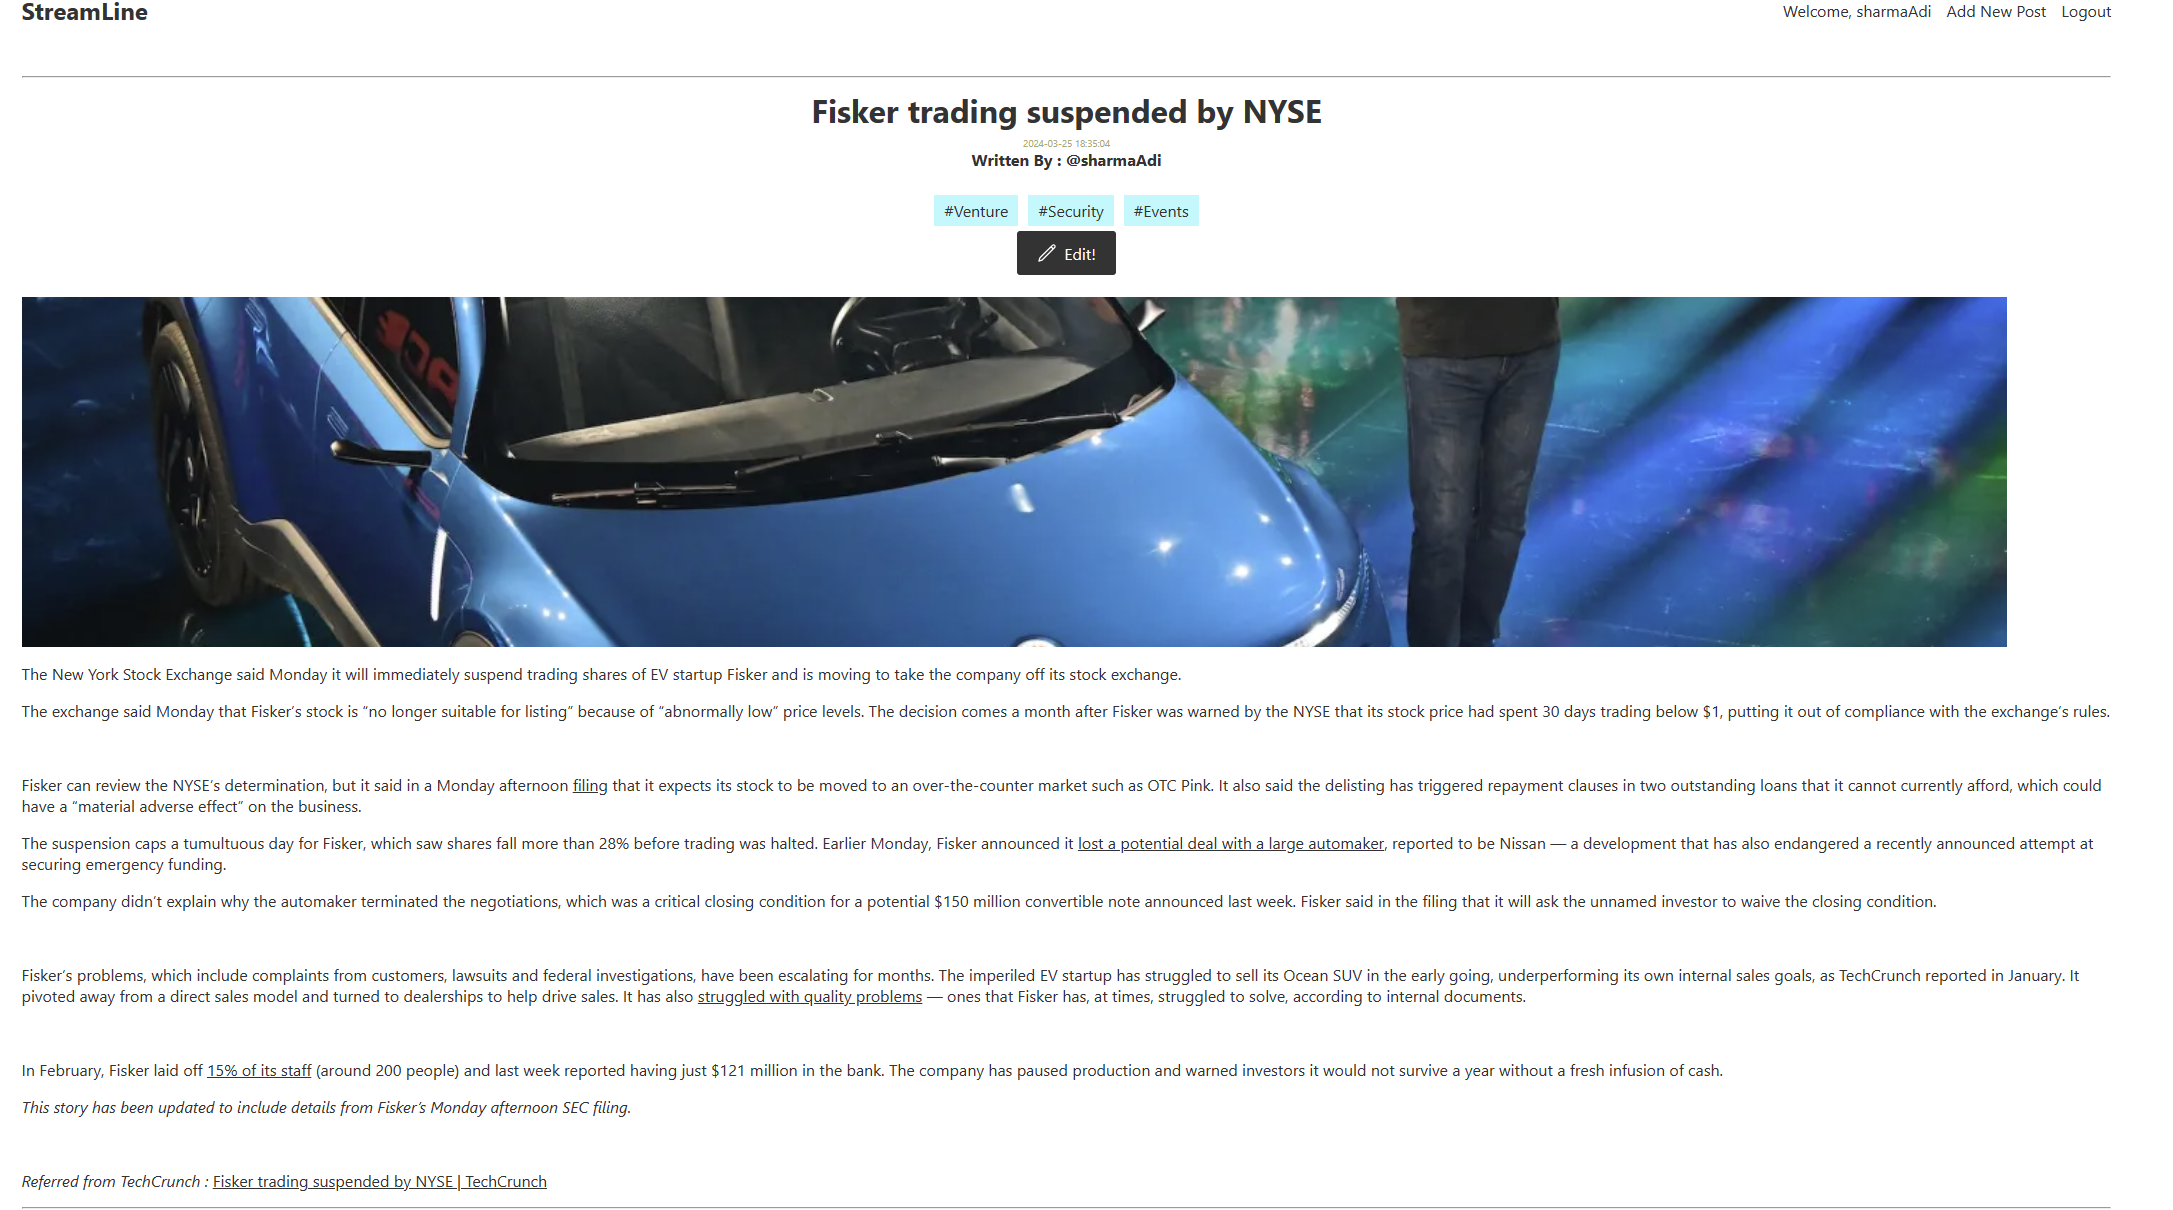 StreamLine
Welcome, sharmaAdi Add New Post Logout
Fisker trading suspended by NYSE
2024-03-25 18:35:04
Written By : @sharmaAdi
#Venture #Security #Events
Edit!
The New York Stock Exchange said Monday it will immediately suspend trading shares of EV startup Fisker and is moving to take the company off its stock exchange.
The exchange said Monday that Fisker’s stock is “no longer suitable for listing” because of “abnormally low” price levels. The decision comes a month after Fisker was warned by the NYSE that its stock price had spent 30 days trading below $1, putting it out of compliance with the exchange’s rules.
Fisker can review the NYSE’s determination, but it said in a Monday afternoon filing that it expects its stock to be moved to an over-the-counter market such as OTC Pink. It also said the delisting has triggered repayment clauses in two outstanding loans that it cannot currently afford, which could
have a “material adverse effect” on the business.
The suspension caps a tumultuous day for Fisker, which saw shares fall more than 28% before trading was halted. Earlier Monday, Fisker announced it lost a potential deal with a large automaker, reported to be Nissan — a development that has also endangered a recently announced attempt at
securing emergency funding.
The company didn’t explain why the automaker terminated the negotiations, which was a critical closing condition for a potential $150 million convertible note announced last week. Fisker said in the filing that it will ask the unnamed investor to waive the closing condition.
Fisker’s problems, which include complaints from customers, lawsuits and federal investigations, have been escalating for months. The imperiled EV startup has struggled to sell its Ocean SUV in the early going, underperforming its own internal sales goals, as TechCrunch reported in January. It
pivoted away from a direct sales model and turned to dealerships to help drive sales. It has also struggled with quality problems — ones that Fisker has, at times, struggled to solve, according to internal documents.
In February, Fisker laid off 15% of its staff (around 200 people) and last week reported having just $121 million in the bank. The company has paused production and warned investors it would not survive a year without a fresh infusion of cash.
This story has been updated to include details from Fisker’s Monday afternoon SEC filing.
Referred from TechCrunch : Fisker trading suspended by NYSE | TechCrunch